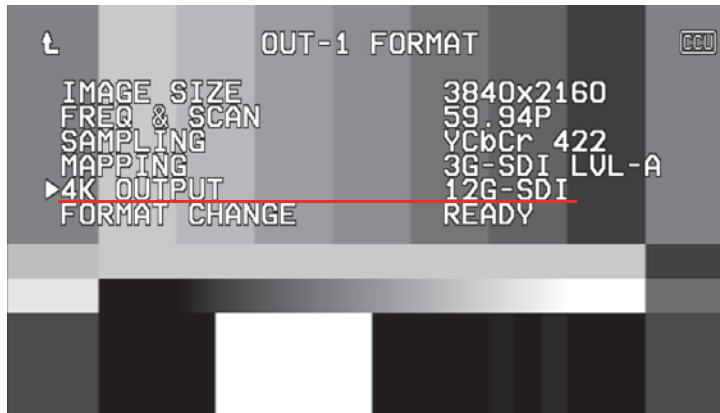 OUT-1 FORMAT CCU
IMAGE SIZE 3840x2160
FREQ & SCAN 59.94P
SAMPLING YCbCr 422
MAPPING 3G-SDI LVL-A
4K OUTPUT 12G-SDI
FORMAT CHANGE READY